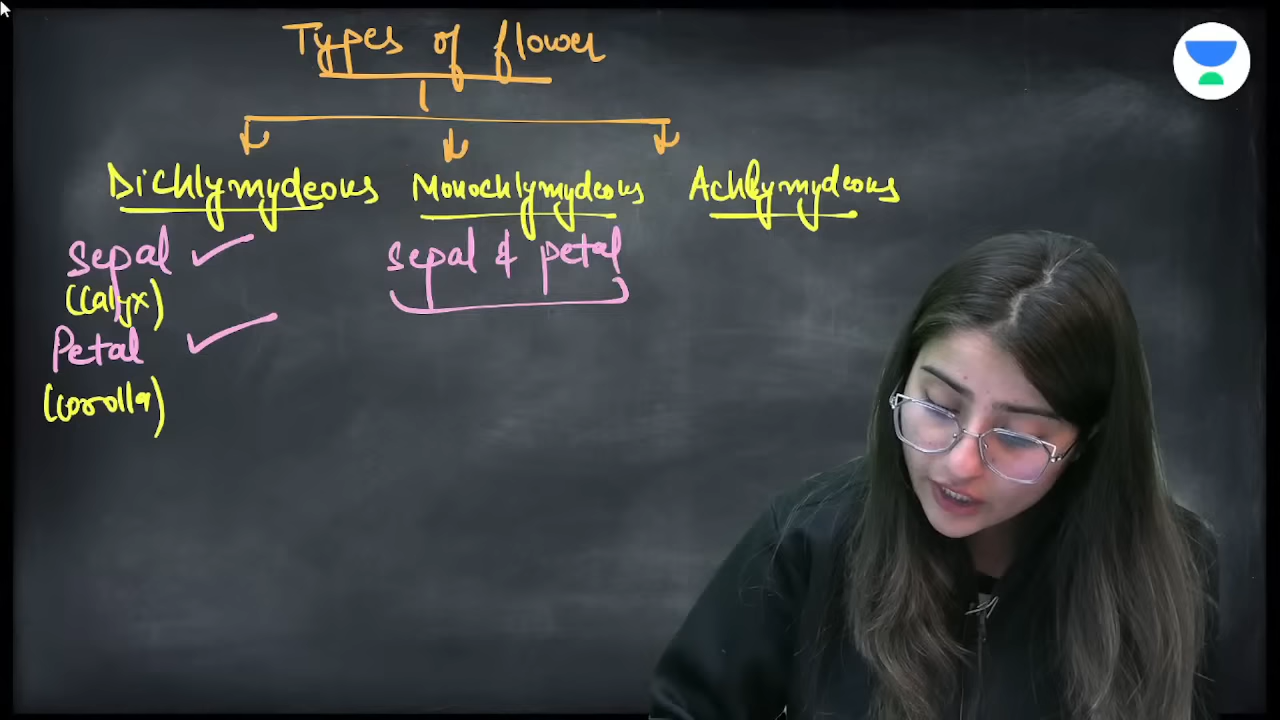 Types of flower
Dichlymydeous Monochlymydeous Achlymydeous
sepal ✓ sepal & petal
(Calyx)
Petal ✓
(corolla)